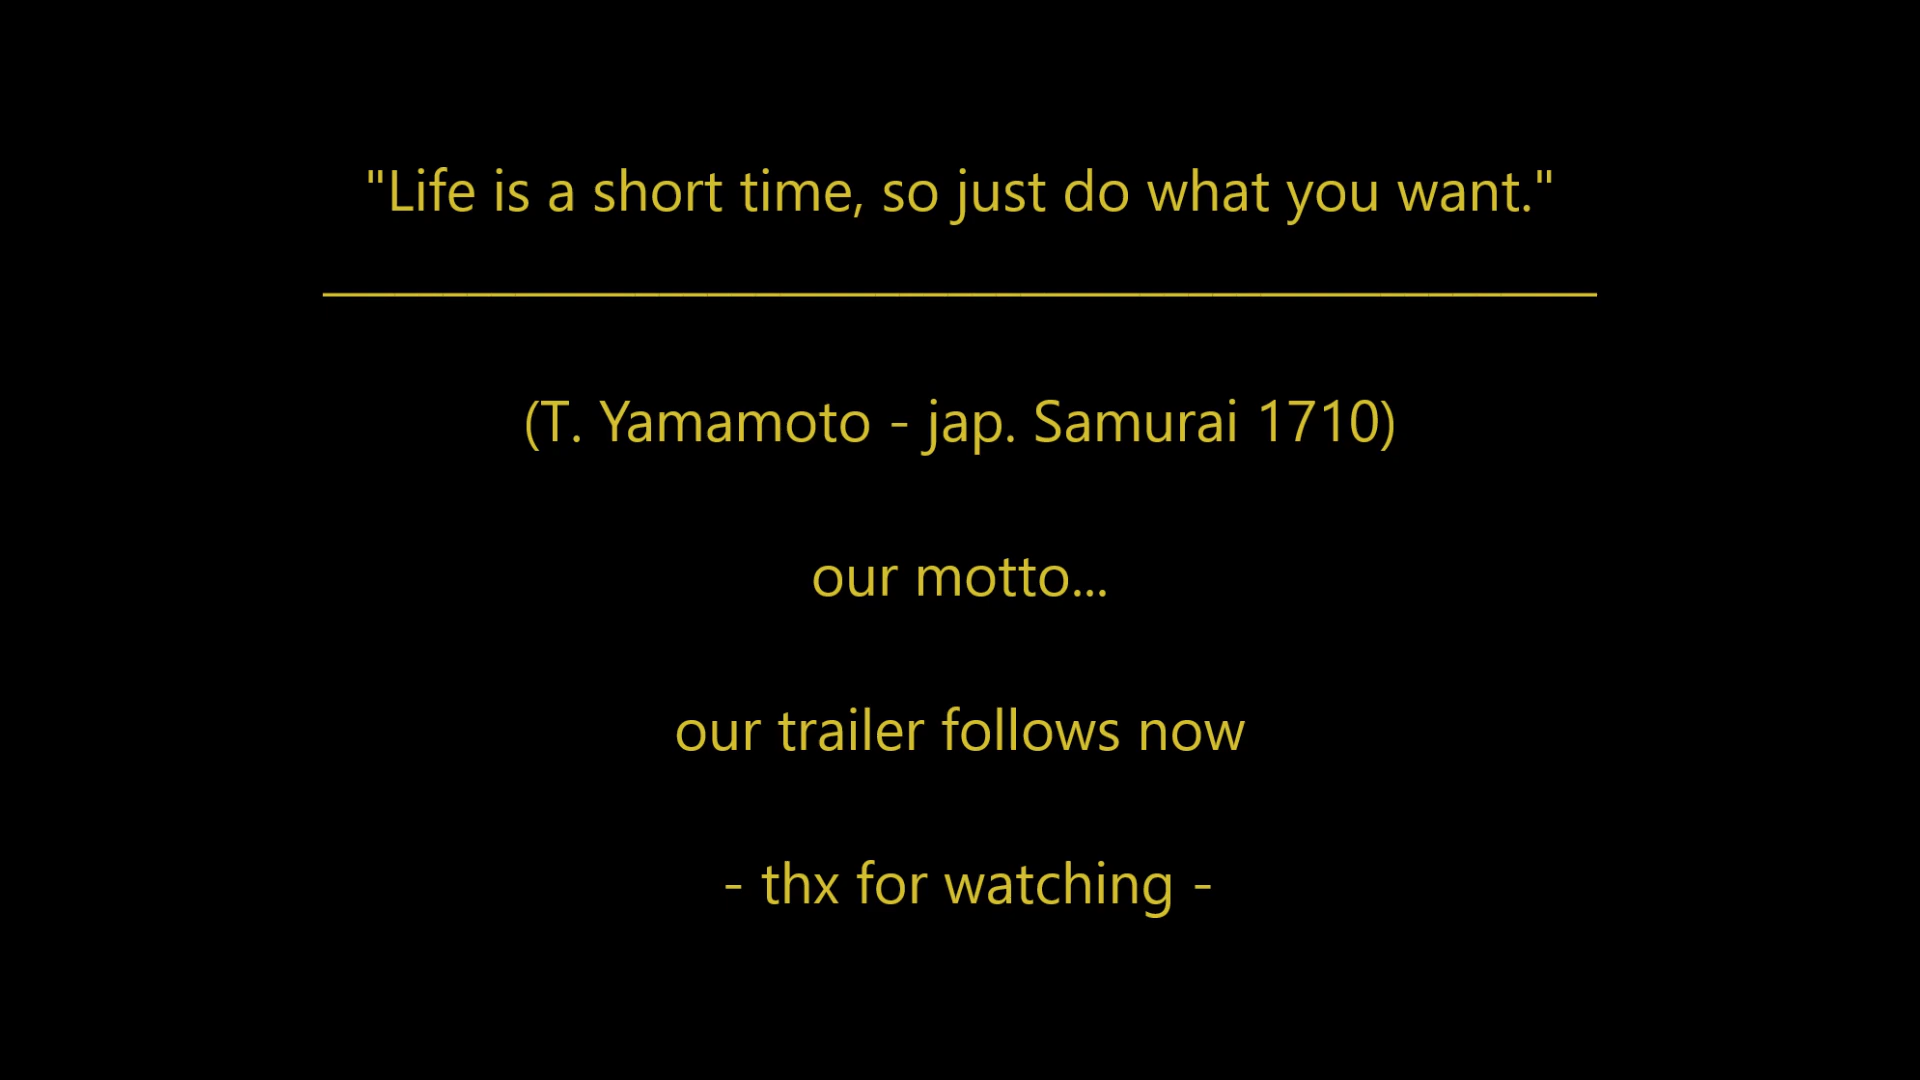 "Life is a short time, so just do what you want."
(T. Yamamoto - jap. Samurai 1710)
our motto...
our trailer follows now
- thx for watching -